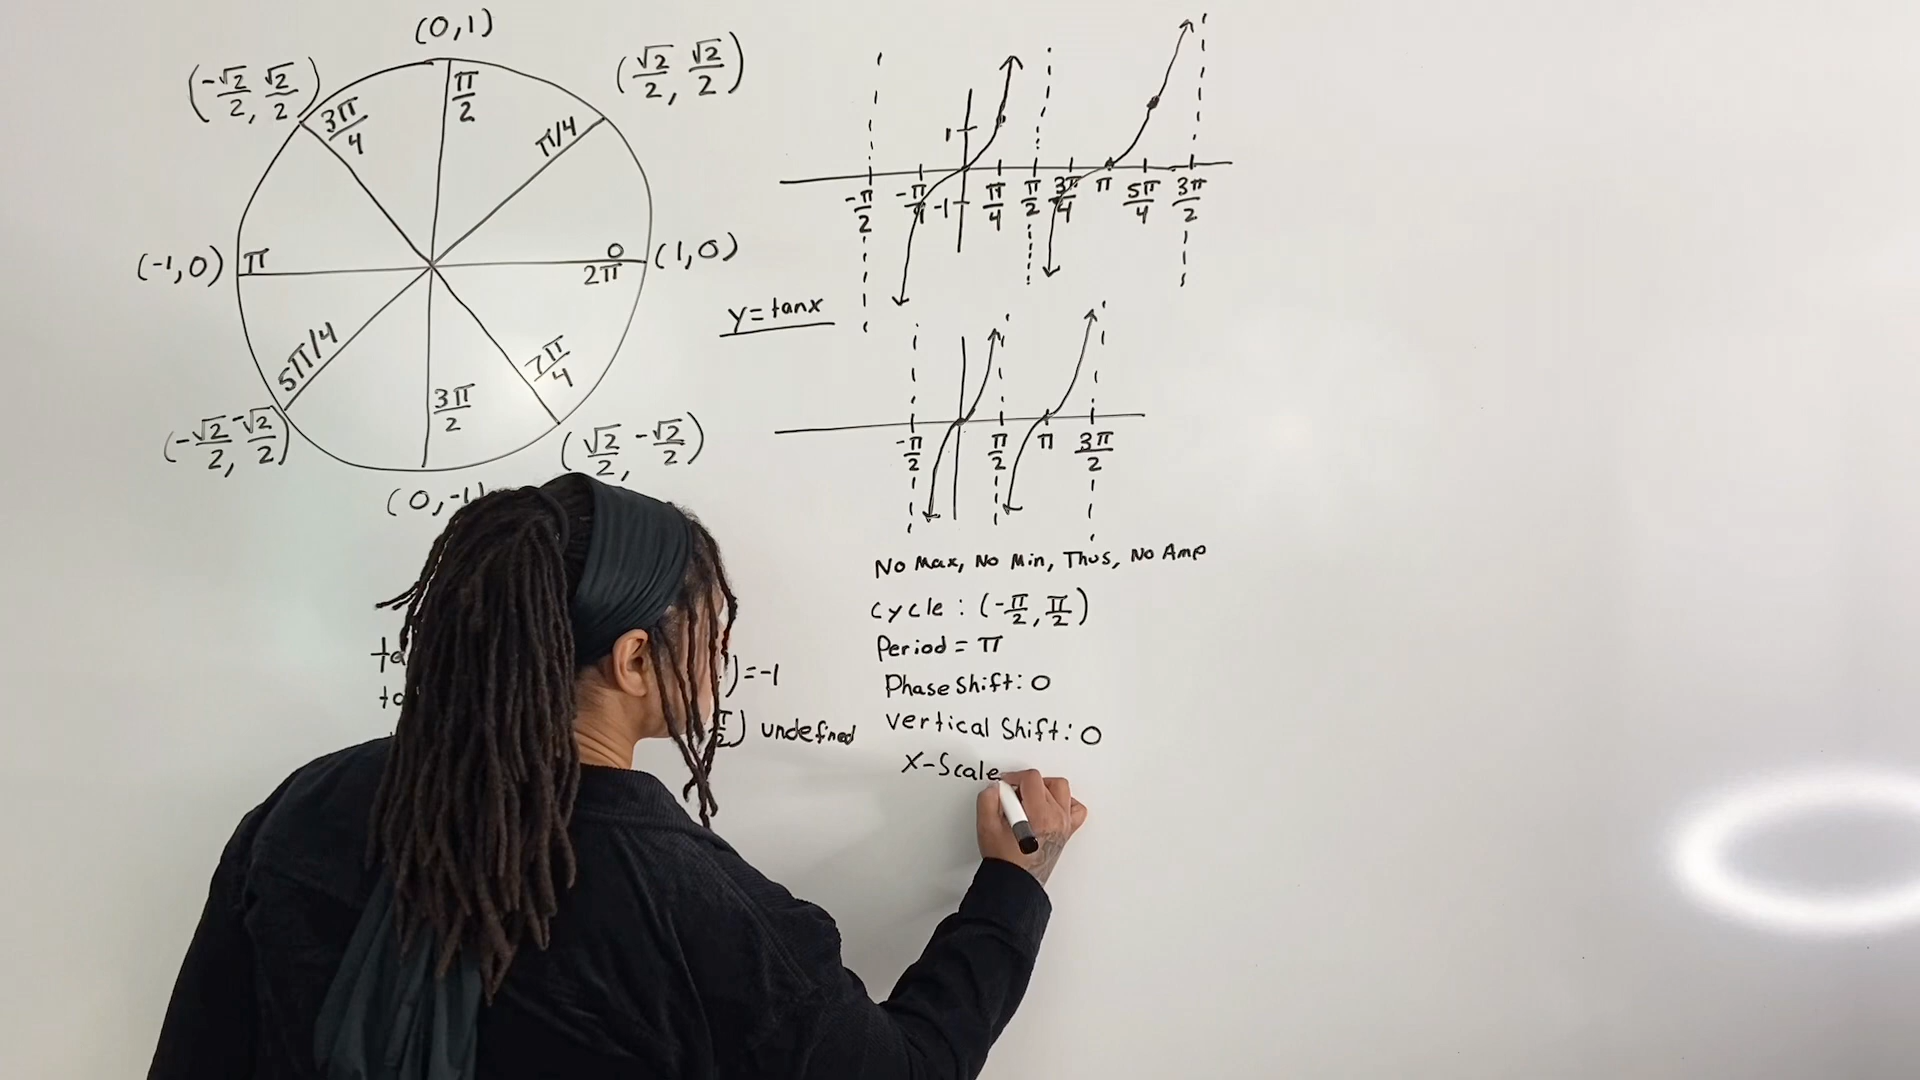 (0,1)
(-√2/2, √2/2)
(√2/2, √2/2)
3π/4
π/2
π/4
(-1,0)
π
0
2π
(1,0)
5π/4
3π/2
7π/4
(-√2/2, -√2/2)
(√2/2, -√2/2)
(0,-1)
1
-π/2 -π/4 -1 π/4 π/2 3π/4 π 5π/4 3π/2
y=tanx
-π/2 π/2 π 3π/2
No Max, No Min, Thus, No Amp
Cycle: (-π/2, π/2)
Period = π
)=-1
Phase Shift: 0
) undefined
Vertical Shift: 0
X-Scale